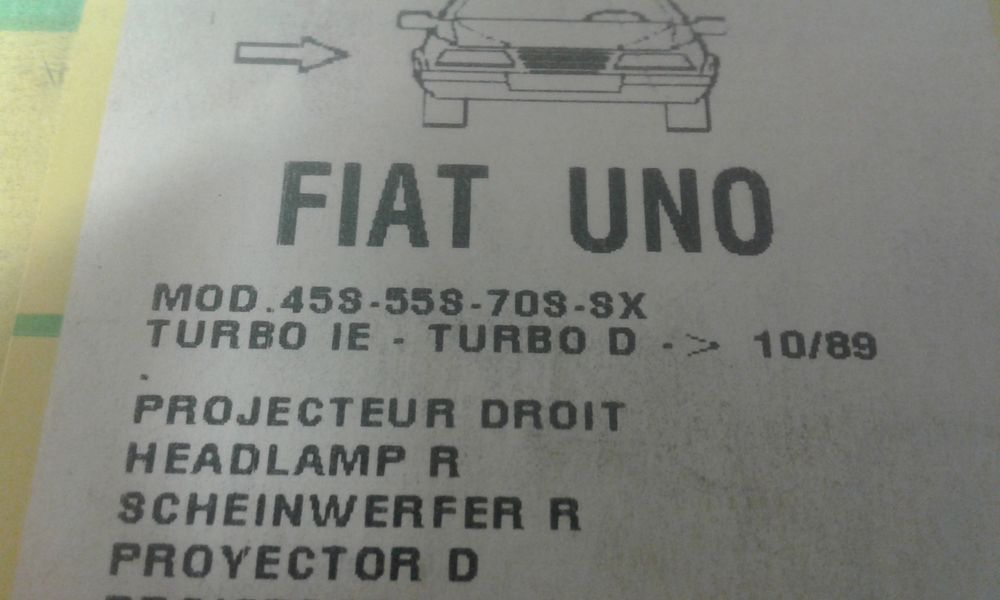 FIAT UNO
MOD.45S-55S-70S-SX
TURBO IE - TURBO D -> 10/89
.
PROJECTEUR DROIT
HEADLAMP R
SCHEINWERFER R
PROYECTOR D